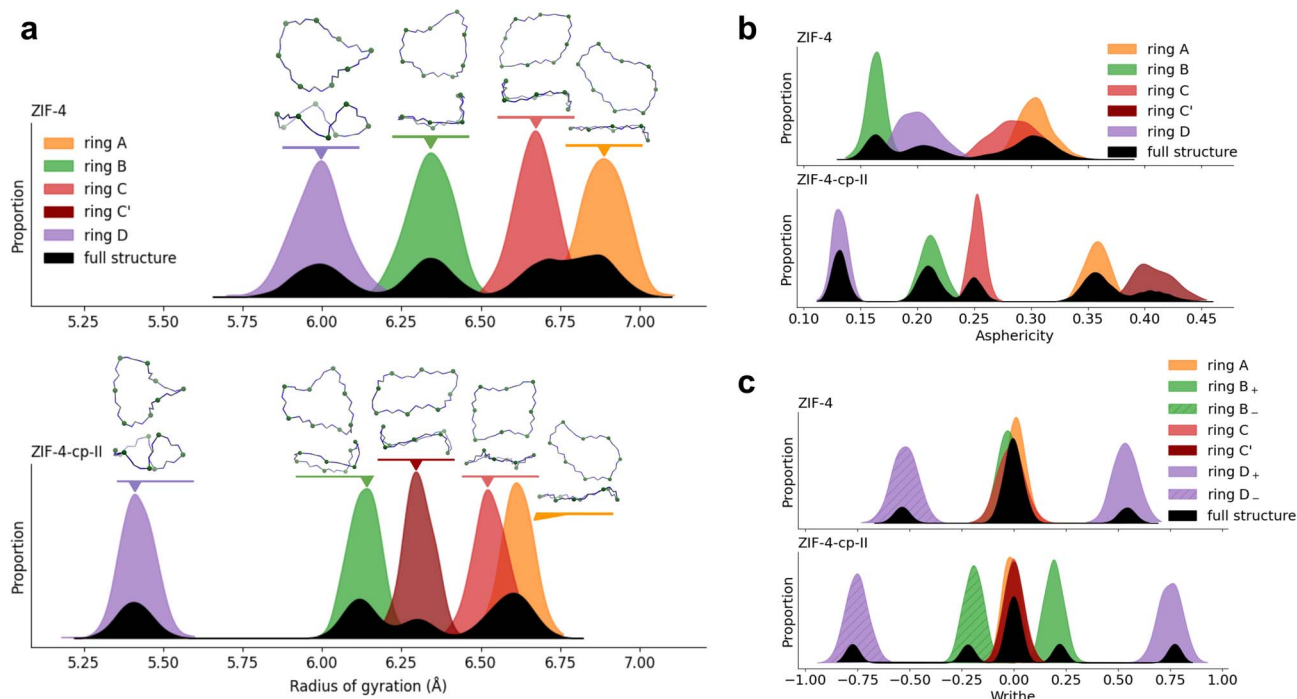 a
ZIF-4
ring A
ring B
ring C
ring C'
ring D
full structure
Proportion
5.25 5.50 5.75 6.00 6.25 6.50 6.75 7.00
ZIF-4-cp-II
Proportion
5.25 5.50 5.75 6.00 6.25 6.50 6.75 7.00
Radius of gyration (Å)
b
ZIF-4
ring A
ring B
ring C
ring C'
ring D
full structure
Proportion
ZIF-4-cp-II
Proportion
0.10 0.15 0.20 0.25 0.30 0.35 0.40 0.45
Asphericity
c
ZIF-4
ring A
ring B+
ring B−
ring C
ring C'
ring D+
ring D−
full structure
Proportion
ZIF-4-cp-II
Proportion
−1.00 −0.75 −0.50 −0.25 0.00 0.25 0.50 0.75 1.00
Writhe